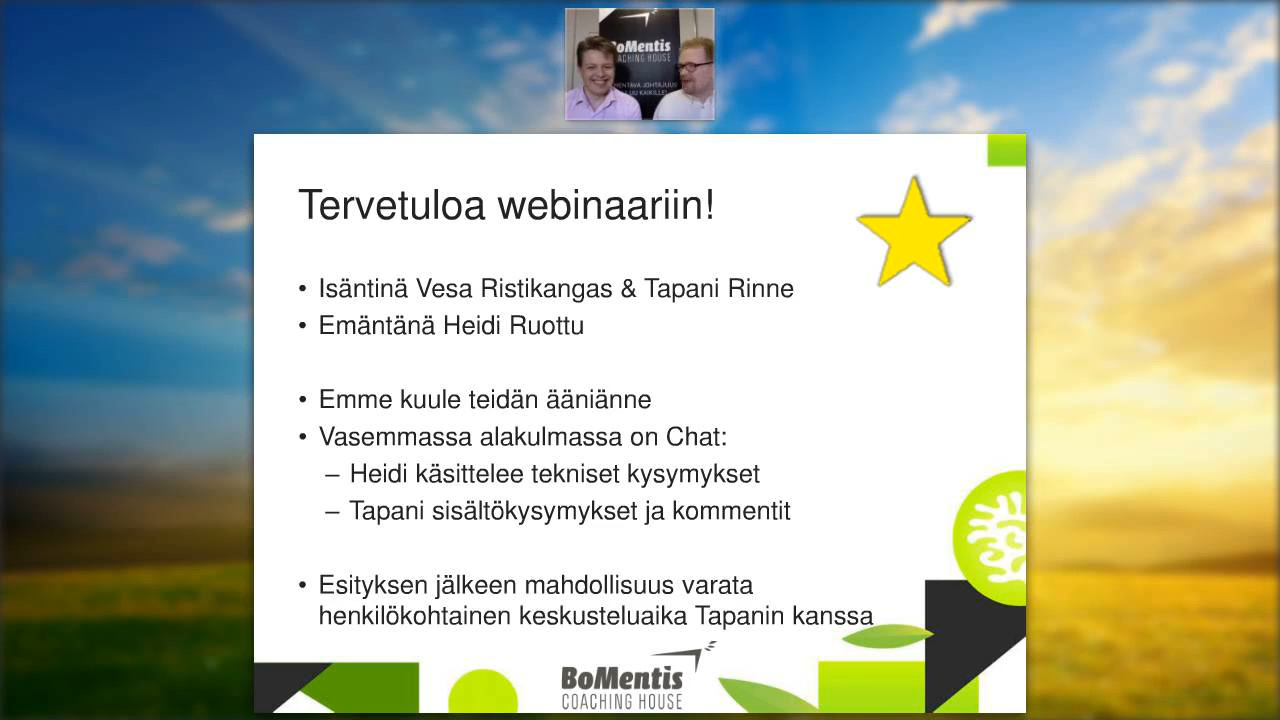 BoMentis
COACHING HOUSE
Tervetuloa webinaariin!
• Isäntinä Vesa Ristikangas & Tapani Rinne
• Emäntänä Heidi Ruottu
• Emme kuule teidän ääniänne
• Vasemmassa alakulmassa on Chat:
– Heidi käsittelee tekniset kysymykset
– Tapani sisältökysymykset ja kommentit
• Esityksen jälkeen mahdollisuus varata
henkilökohtainen keskusteluaika Tapanin kanssa
BoMentis
COACHING HOUSE